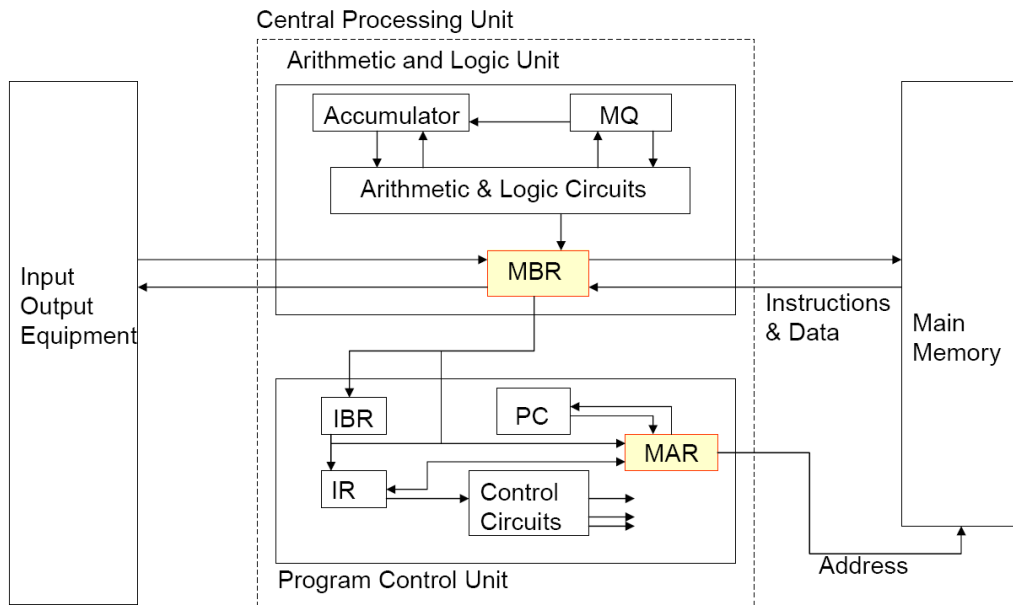 Central Processing Unit
Arithmetic and Logic Unit
Accumulator
MQ
Arithmetic & Logic Circuits
Input
Output
Equipment
MBR
Instructions
& Data
Main
Memory
IBR
PC
MAR
IR
Control
Circuits
Address
Program Control Unit